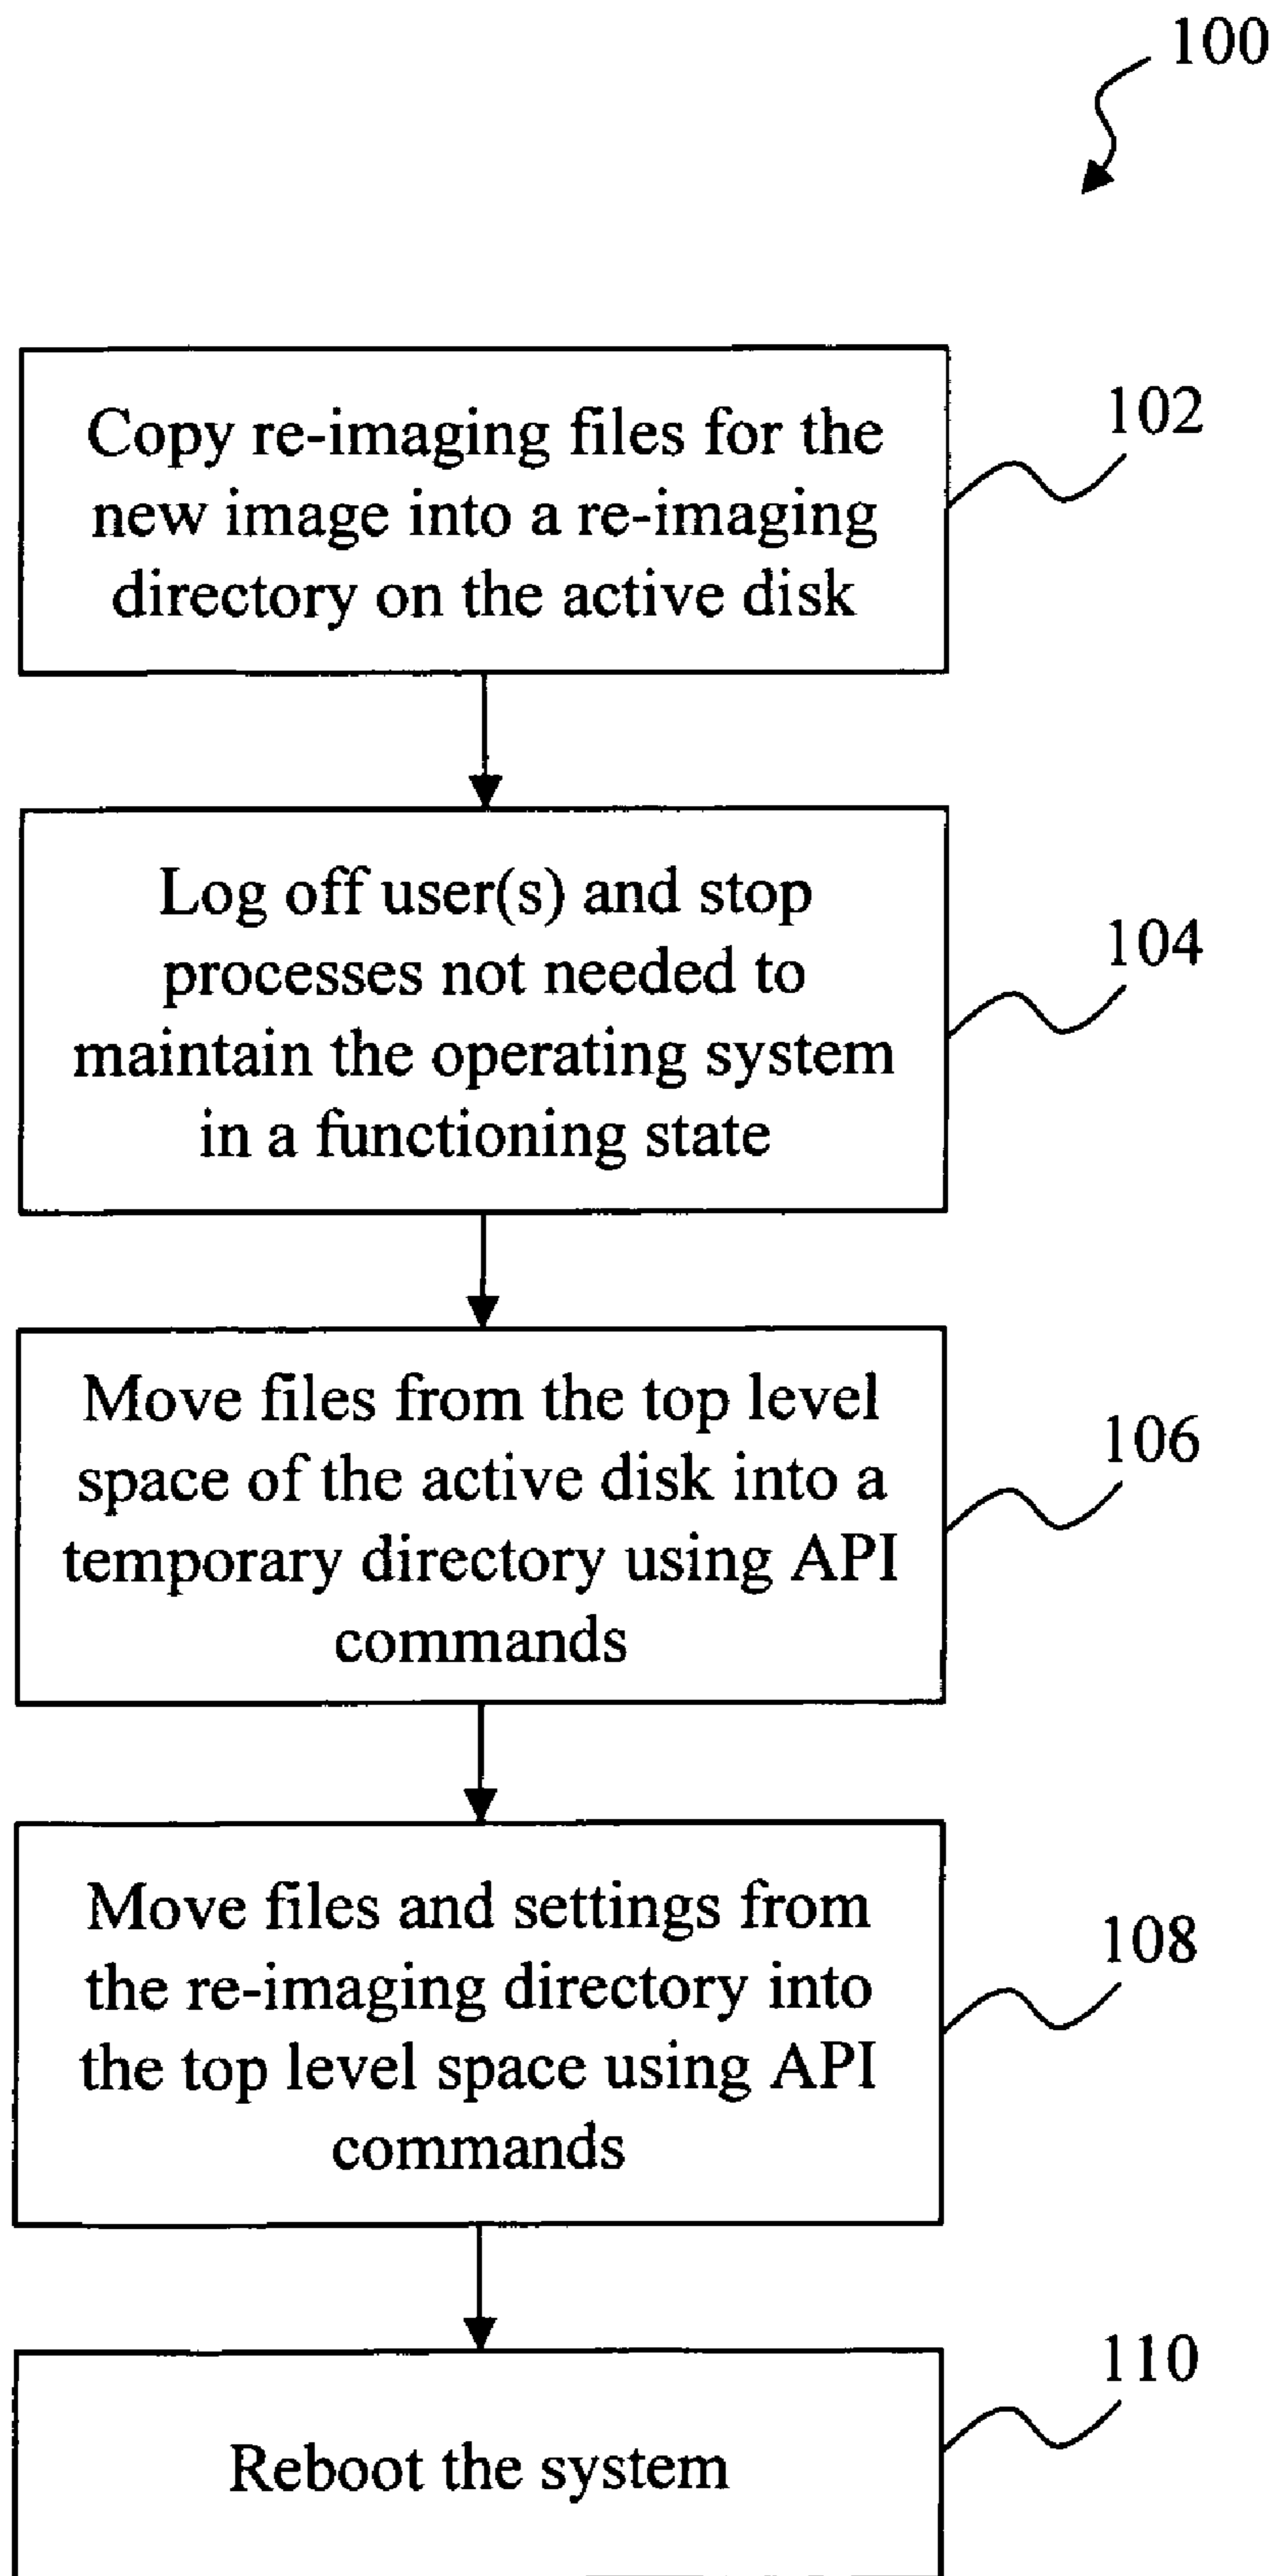 100
Copy re-imaging files for the
new image into a re-imaging
directory on the active disk
102
Log off user(s) and stop
processes not needed to
maintain the operating system
in a functioning state
104
Move files from the top level
space of the active disk into a
temporary directory using API
commands
106
Move files and settings from
the re-imaging directory into
the top level space using API
commands
108
Reboot the system
110